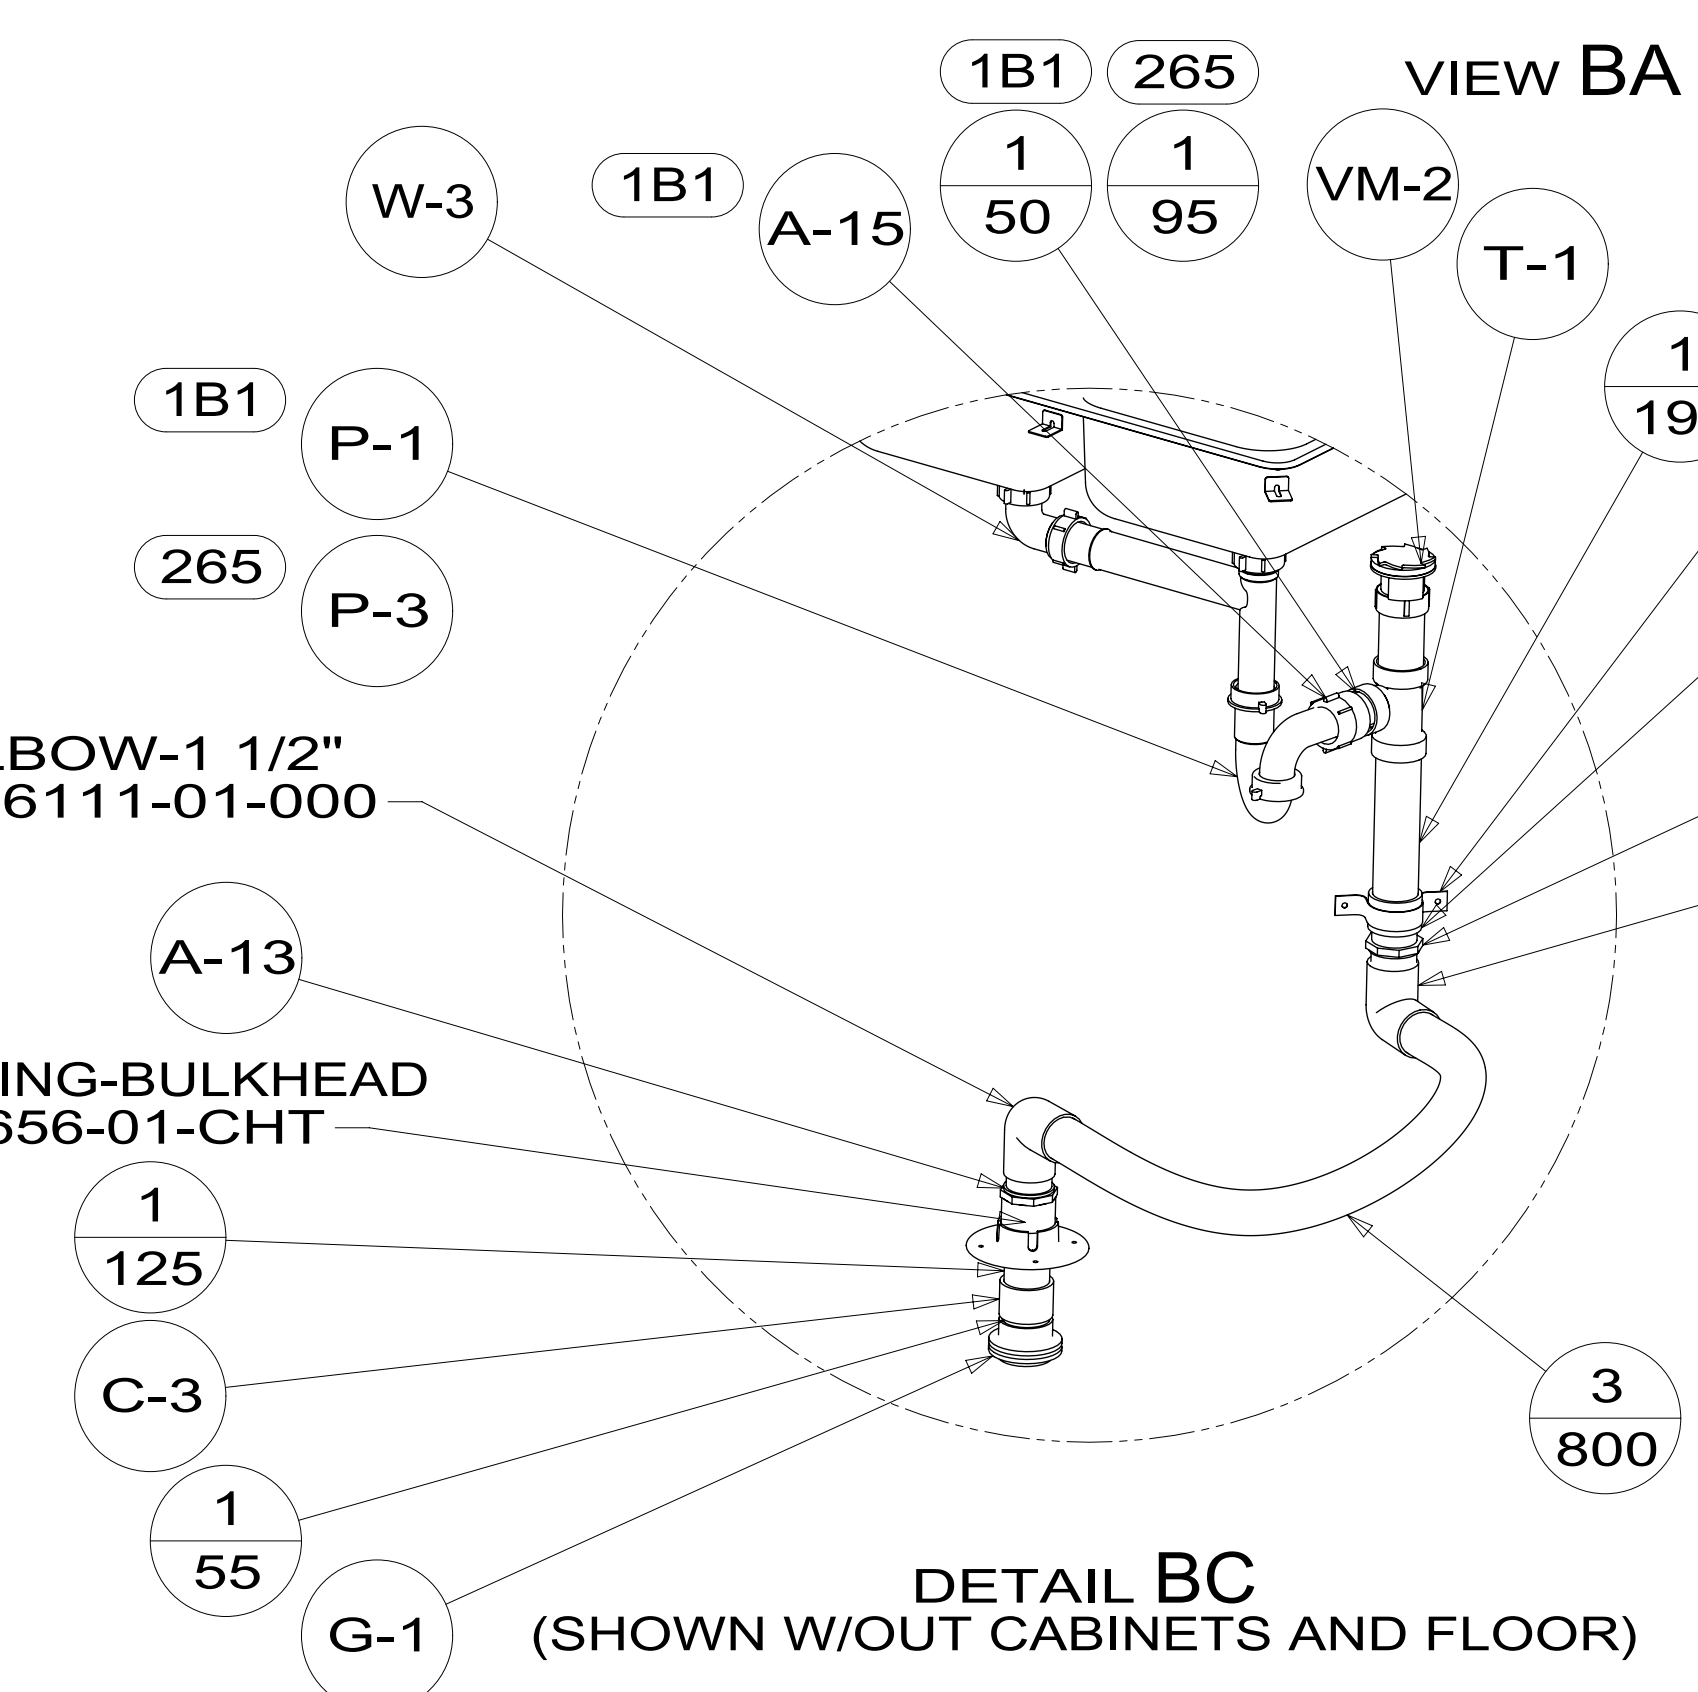 VIEW BA
1B1 265
1
50
1
95
W-3
1B1 A-15
VM-2
T-1
1
19
1B1 P-1
265 P-3
LBOW-1 1/2"
6111-01-000
A-13
ING-BULKHEAD
656-01-CHT
1
125
C-3
1
55
G-1
3
800
DETAIL BC
(SHOWN W/OUT CABINETS AND FLOOR)